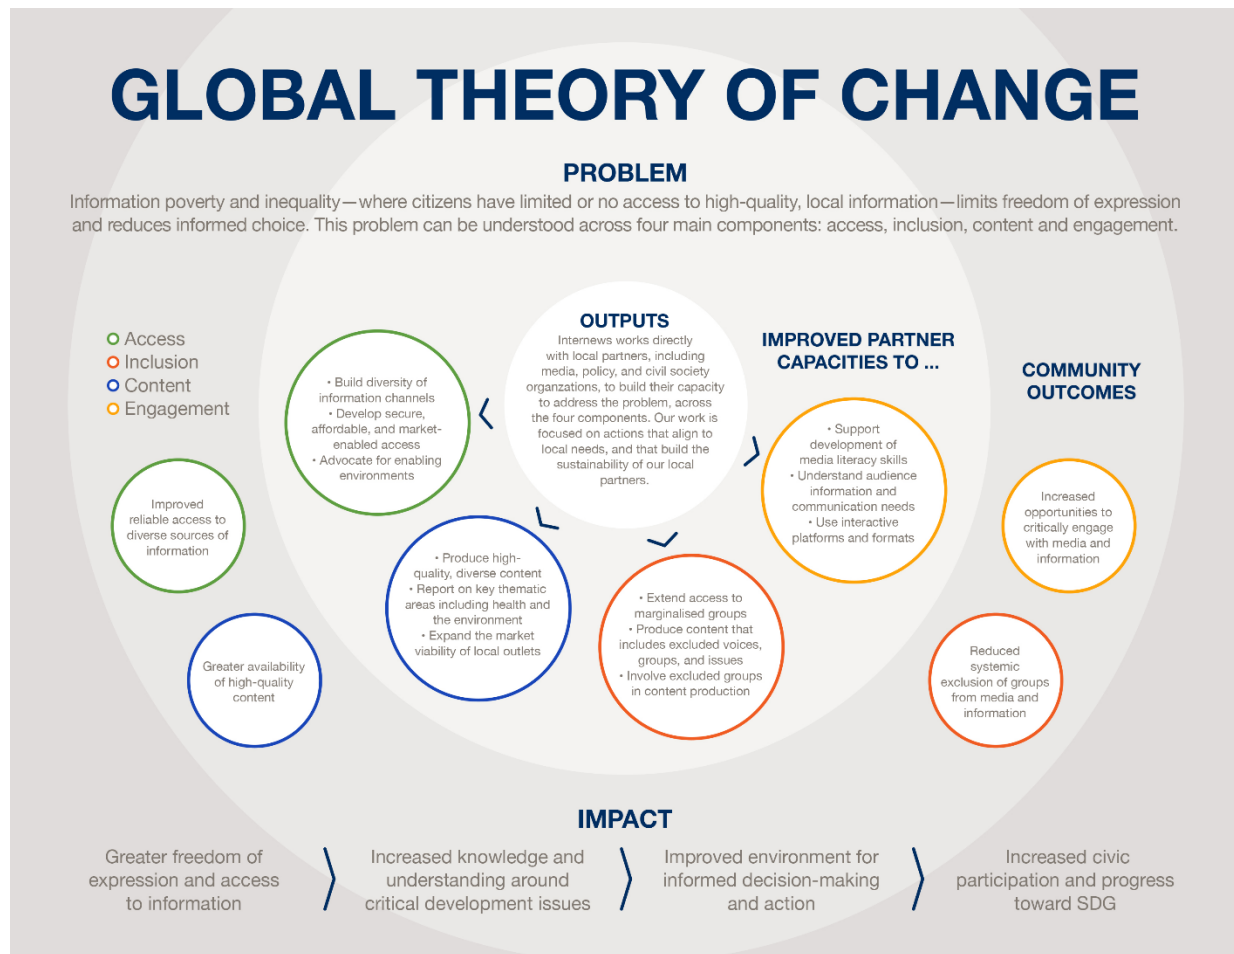 GLOBAL THEORY OF CHANGE
PROBLEM
Information poverty and inequality—where citizens have limited or no access to high-quality, local information—limits freedom of expression
and reduces informed choice. This problem can be understood across four main components: access, inclusion, content and engagement.
Access
Inclusion
Content
Engagement
OUTPUTS
Internews works directly
with local partners, including
media, policy, and civil society
organzations, to build their capacity
to address the problem, across
the four components. Our work is
focused on actions that align to
local needs, and that build the
sustainability of our local
partners.
IMPROVED PARTNER
CAPACITIES TO ...
COMMUNITY
OUTCOMES
• Build diversity of
information channels
• Develop secure,
affordable, and market-
enabled access
• Advocate for enabling
environments
• Produce high-
quality, diverse content
• Report on key thematic
areas including health and
the environment
• Expand the market
viability of local outlets
• Extend access to
marginalised groups
• Produce content that
includes excluded voices,
groups, and issues
• Involve excluded groups
in content production
• Support
development of
media literacy skills
• Understand audience
information and
communication needs
• Use interactive
platforms and formats
Improved
reliable access to
diverse sources of
information
Greater availability
of high-quality
content
Increased
opportunities to
critically engage
with media and
information
Reduced
systemic
exclusion of groups
from media and
information
IMPACT
Greater freedom of
expression and access
to information
Increased knowledge and
understanding around
critical development issues
Improved environment for
informed decision-making
and action
Increased civic
participation and progress
toward SDG